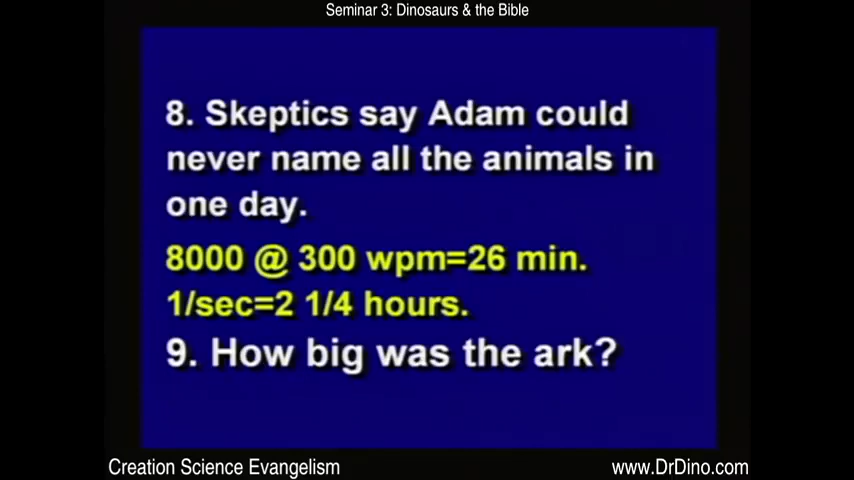 Seminar 3: Dinosaurs & the Bible
8. Skeptics say Adam could
never name all the animals in
one day.
8000 @ 300 wpm=26 min.
1/sec=2 1/4 hours.
9. How big was the ark?
Creation Science Evangelism
www.DrDino.com